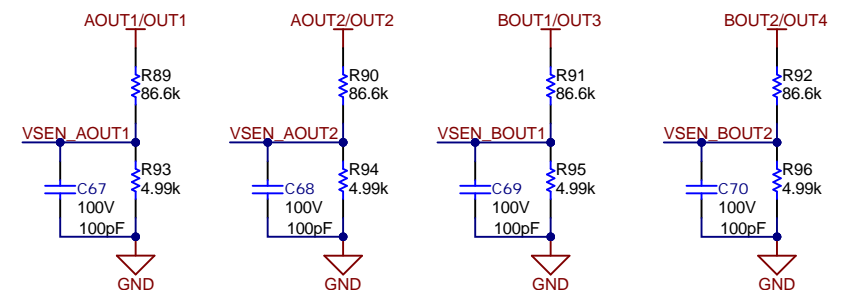 AOUT1/OUT1
R89
86.6k
VSEN_AOUT1
R93
4.99k
C67
100V
100pF
GND
AOUT2/OUT2
R90
86.6k
VSEN_AOUT2
R94
4.99k
C68
100V
100pF
GND
BOUT1/OUT3
R91
86.6k
VSEN_BOUT1
R95
4.99k
C69
100V
100pF
GND
BOUT2/OUT4
R92
86.6k
VSEN_BOUT2
R96
4.99k
C70
100V
100pF
GND